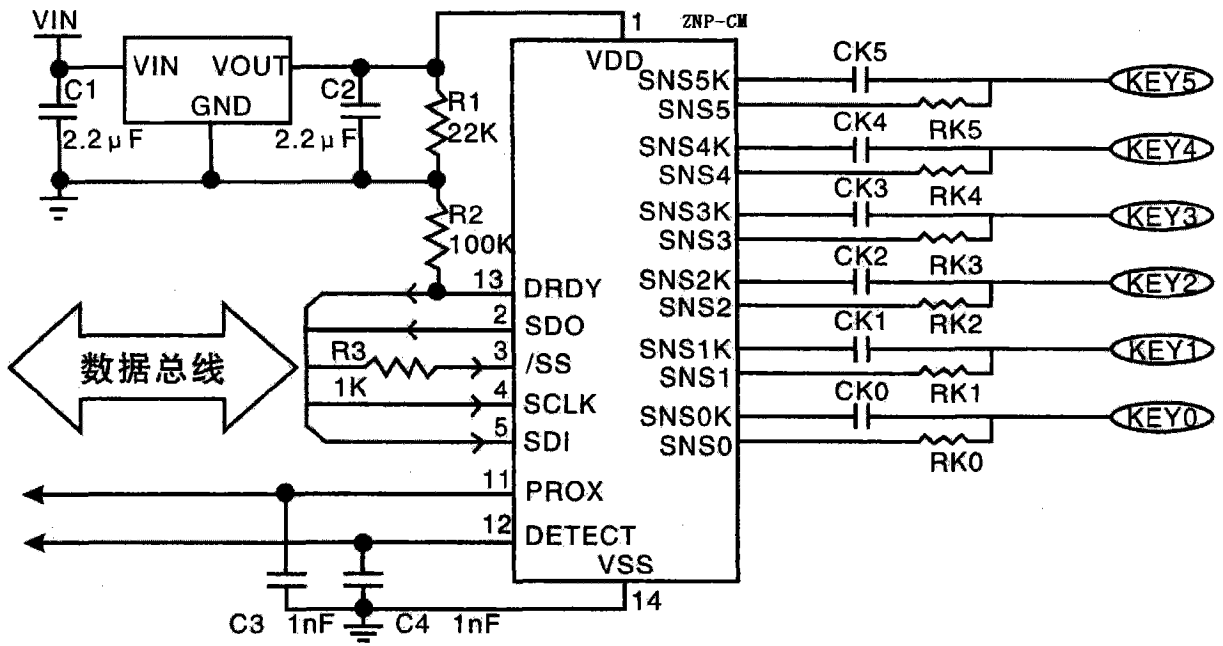 VIN
1 ZNP-CM
VIN VOUT
GND
C1
2.2μF
C2
2.2μF
R1
22K
R2
100K
VDD
SNS5K
SNS5
SNS4K
SNS4
SNS3K
SNS3
SNS2K
SNS2
SNS1K
SNS1
SNS0K
SNS0
CK5
RK5
KEY5
CK4
RK4
KEY4
CK3
RK3
KEY3
CK2
RK2
KEY2
CK1
RK1
KEY1
CK0
RK0
KEY0
13 DRDY
2 SDO
R3
1K
3 /SS
4 SCLK
5 SDI
数据总线
11 PROX
12 DETECT
VSS
14
C3 1nF
C4 1nF